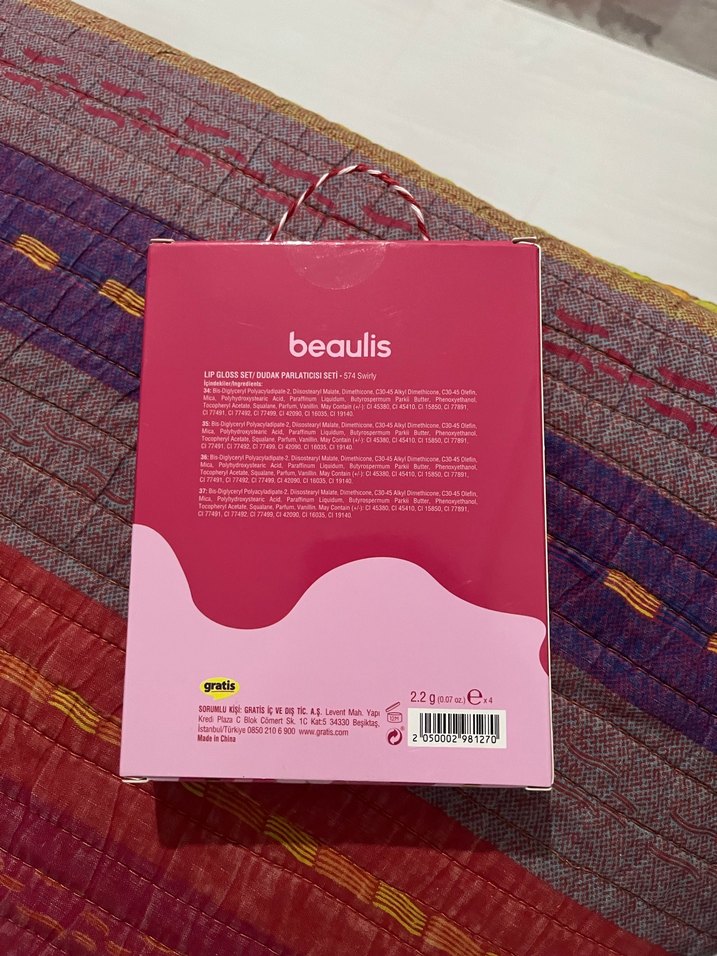 beaulis
LIP GLOSS SET/ DUDAK PARLATICISI SETİ - 574 Swirly
İçindekiler/Ingredients:
34: Bis-Diglyceryl Polyacyladipate-2, Diisostearyl Malate, Dimethicone, C30-45 Alkyl Dimethicone, C30-45 Olefin,
Mica, Polyhydroxystearic Acid, Paraffinum Liquidum, Butyrospermum Parkii Butter, Phenoxyethanol,
Tocopheryl Acetate, Squalane, Parfum, Vanillin. May Contain (+/-): CI 45380, CI 45410, CI 15850, CI 77891,
CI 77491, CI 77492, CI 77499, CI 42090, CI 16035, CI 19140.
35: Bis-Diglyceryl Polyacyladipate-2, Diisostearyl Malate, Dimethicone, C30-45 Alkyl Dimethicone, C30-45 Olefin,
Mica, Polyhydroxystearic Acid, Paraffinum Liquidum, Butyrospermum Parkii Butter, Phenoxyethanol,
Tocopheryl Acetate, Squalane, Parfum, Vanillin. May Contain (+/-): CI 45380, CI 45410, CI 15850, CI 77891,
CI 77491, CI 77492, CI 77499, CI 42090, CI 16035, CI 19140.
36: Bis-Diglyceryl Polyacyladipate-2, Diisostearyl Malate, Dimethicone, C30-45 Alkyl Dimethicone, C30-45 Olefin,
Mica, Polyhydroxystearic Acid, Paraffinum Liquidum, Butyrospermum Parkii Butter, Phenoxyethanol,
Tocopheryl Acetate, Squalane, Parfum, Vanillin. May Contain (+/-): CI 45380, CI 45410, CI 15850, CI 77891,
CI 77491, CI 77492, CI 77499, CI 42090, CI 16035, CI 19140.
37: Bis-Diglyceryl Polyacyladipate-2, Diisostearyl Malate, Dimethicone, C30-45 Alkyl Dimethicone, C30-45 Olefin,
Mica, Polyhydroxystearic Acid, Paraffinum Liquidum, Butyrospermum Parkii Butter, Phenoxyethanol,
Tocopheryl Acetate, Squalane, Parfum, Vanillin. May Contain (+/-): CI 45380, CI 45410, CI 15850, CI 77891,
CI 77491, CI 77492, CI 77499, CI 42090, CI 16035, CI 19140.
gratis
2.2 g (0.07 oz.) e x 4
SORUMLU KİŞİ: GRATİS İÇ VE DIŞ TİC. A.Ş. Levent Mah. Yapı
Kredi Plaza C Blok Cömert Sk. 1C Kat:5 34330 Beşiktaş,
İstanbul/Türkiye 0850 210 6 900 www.gratis.com
Made in China
12M
2 050002 981270